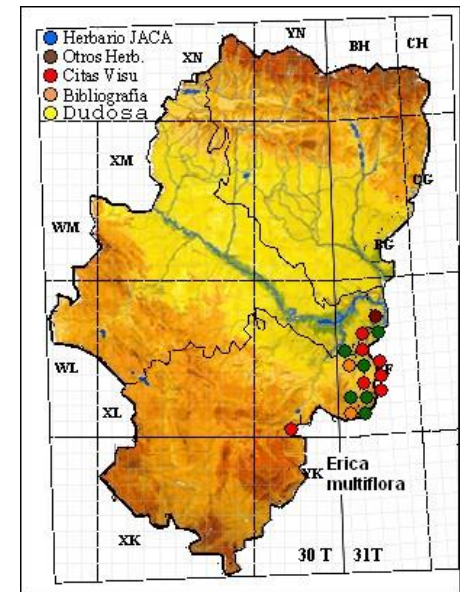 Herbario JACA
Otros Herb.
Citas Visu
Bibliografia
Dudosa
YN
BH
CH
XN
XM
CG
WM
BG
WL
F
XL
YK
Erica
multiflora
XK
30 T
31T